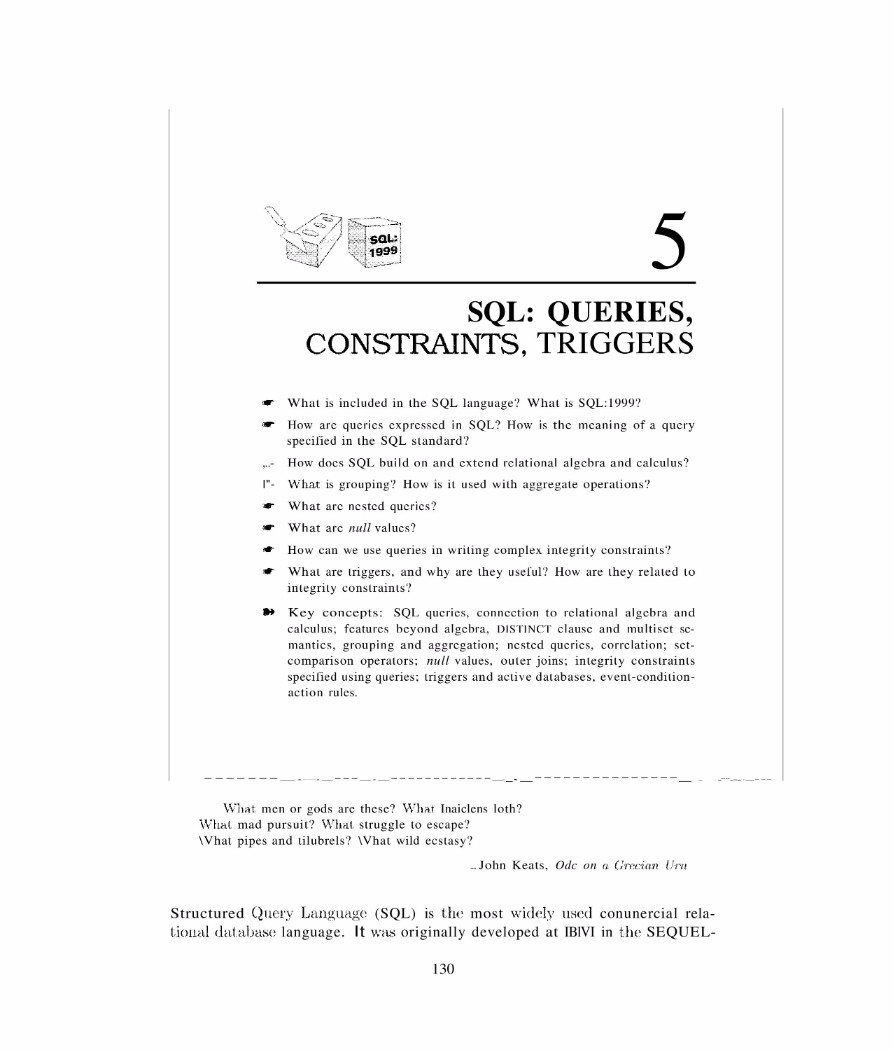 SQL:
1999
5
SQL: QUERIES,
CONSTRAINTS, TRIGGERS
☛ What is included in the SQL language? What is SQL:1999?
☛ How are queries expressed in SQL? How is the meaning of a query
specified in the SQL standard?
,..- How does SQL build on and extend relational algebra and calculus?
l"- What is grouping? How is it used with aggregate operations?
☛ What are nested queries?
☛ What are null values?
☛ How can we use queries in writing complex integrity constraints?
☛ What are triggers, and why are they useful? How are they related to
integrity constraints?
➽ Key concepts: SQL queries, connection to relational algebra and
calculus; features beyond algebra, DISTINCT clause and multiset se-
mantics, grouping and aggregation; nested queries, correlation; set-
comparison operators; null values, outer joins; integrity constraints
specified using queries; triggers and active databases, event-condition-
action rules.
What men or gods are these? What Inaiclens loth?
What mad pursuit? What struggle to escape?
\Vhat pipes and tilubrels? \Vhat wild ecstasy?
_ John Keats, Odc on a Grecian Urn
Structured Query Language (SQL) is the most widely used conunercial rela-
tional database language. It was originally developed at IBlVI in the SEQUEL-
130